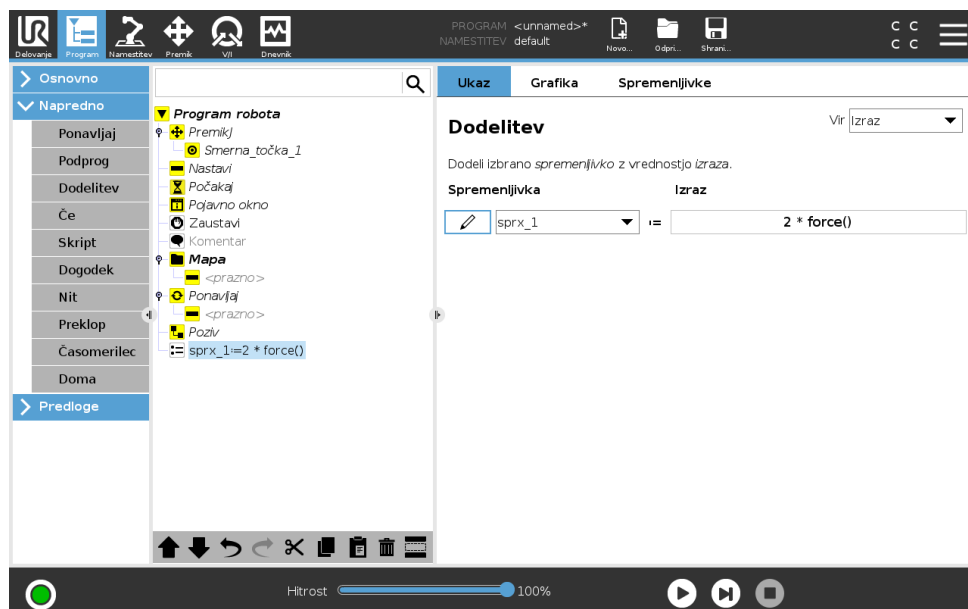 PROGRAM <unnamed>*
NAMESTITEV default
Delovanje Program Namestitev Premik V/I Dnevnik
Novo... Odpri... Shrani...
C C
C C
Osnovno
Napredno
Ponavljaj
Podprog
Dodelitev
Če
Skript
Dogodek
Nit
Preklop
Časomerilec
Doma
Predloge
Program robota
PremikJ
Smerna_točka_1
Nastavi
Počakaj
Pojavno okno
Zaustavi
Komentar
Mapa
<prazno>
Ponavljaj
<prazno>
Poziv
sprx_1:=2 * force()
Ukaz Grafika Spremenljivke
Dodelitev
Vir Izraz
Dodeli izbrano spremenljivko z vrednostjo izraza.
Spremenljivka Izraz
sprx_1 := 2 * force()
Hitrost 100%